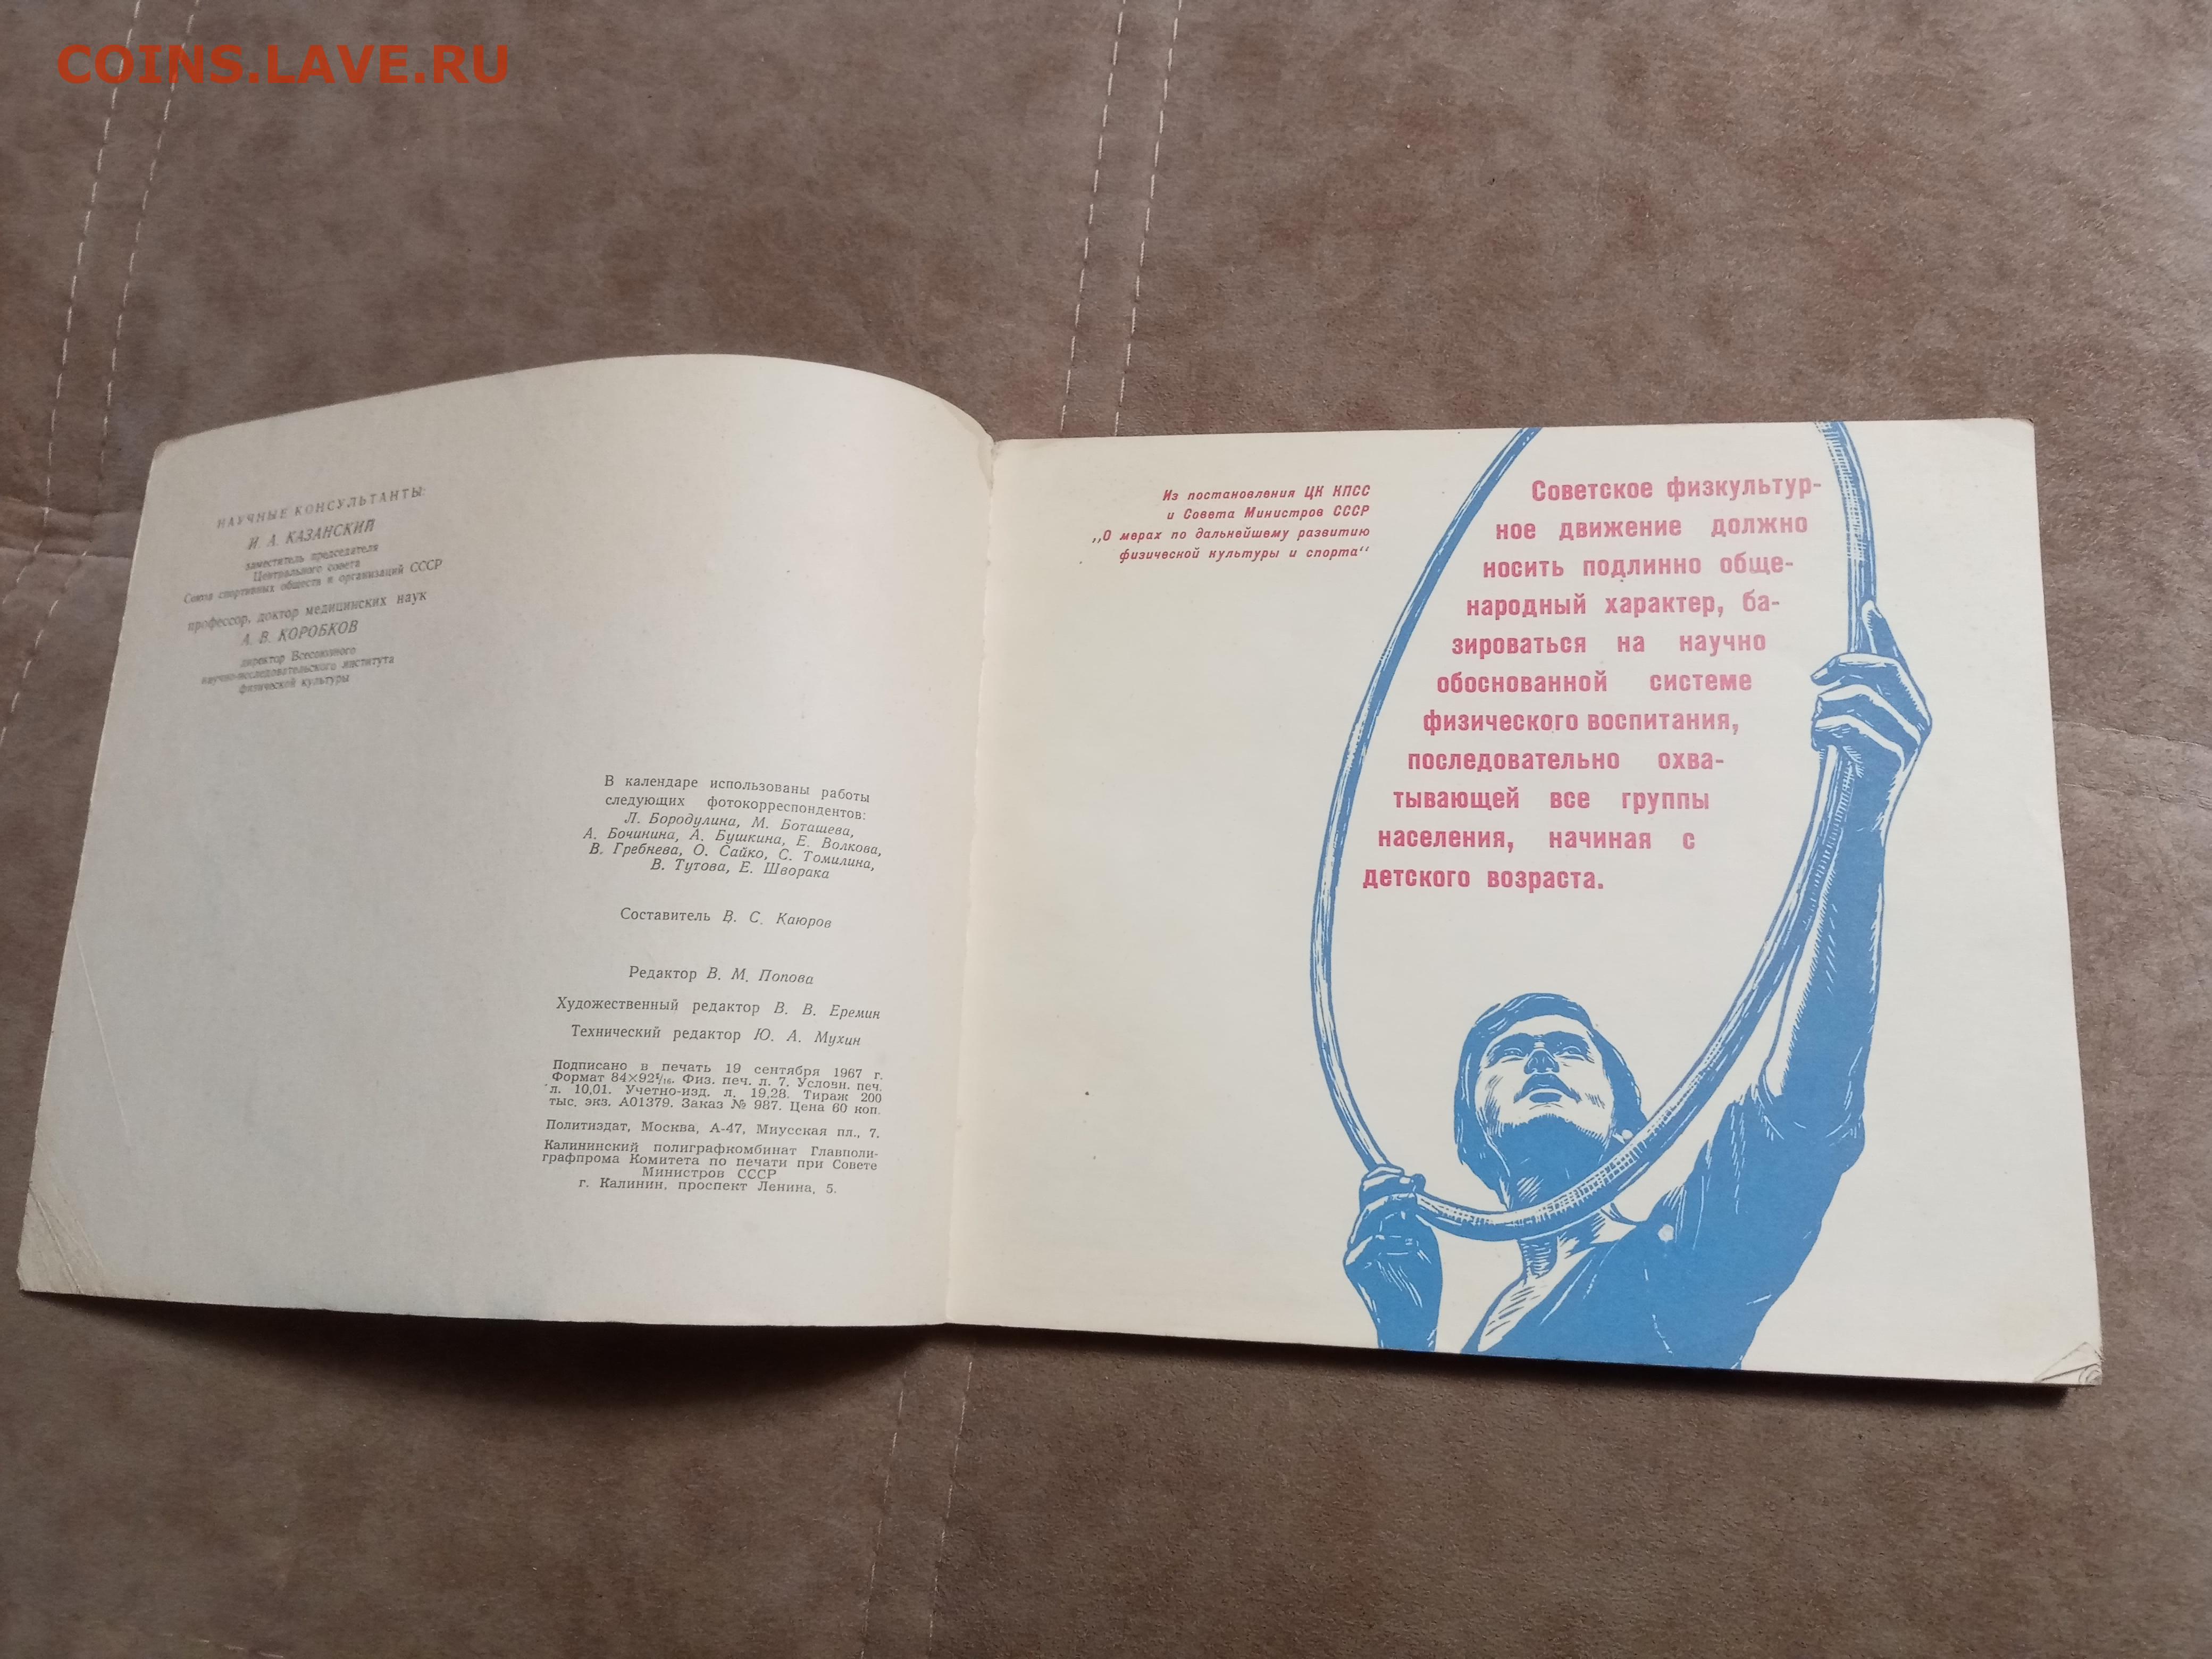 COINS.LAVE.RU
НАУЧНЫЕ КОНСУЛЬТАНТЫ:
И. А. КАЗАНСКИЙ
заместитель председателя
Центрального совета
Союза спортивных обществ и организаций СССР
профессор, доктор медицинских наук
А. В. КОРОБКОВ
директор Всесоюзного
научно-исследовательского института
физической культуры
В календаре использованы работы
следующих фотокорреспондентов:
Л. Бородулина, М. Боташева,
А. Бочинина, А. Бушкина, Е. Волкова,
В. Гребнева, О. Сайко, С. Томилина,
В. Тутова, Е. Шворака
Составитель В. С. Каюров
Редактор В. М. Попова
Художественный редактор В. В. Еремин
Технический редактор Ю. А. Мухин
Подписано в печать 19 сентября 1967 г.
Формат 84×92¹/₁₆. Физ. печ. л. 7. Условн. печ.
л. 10,01. Учетно-изд. л. 19,28. Тираж 200
тыс. экз. А01379. Заказ № 987. Цена 60 коп.
Политиздат, Москва, А-47, Миусская пл., 7.
Калининский полиграфкомбинат Главполи-
графпрома Комитета по печати при Совете
Министров СССР
г. Калинин, проспект Ленина, 5.
Из постановления ЦК КПСС
и Совета Министров СССР
„О мерах по дальнейшему развитию
физической культуры и спорта“
Советское физкультур-
ное движение должно
носить подлинно обще-
народный характер, ба-
зироваться на научно
обоснованной системе
физического воспитания,
последовательно охва-
тывающей все группы
населения, начиная с
детского возраста.